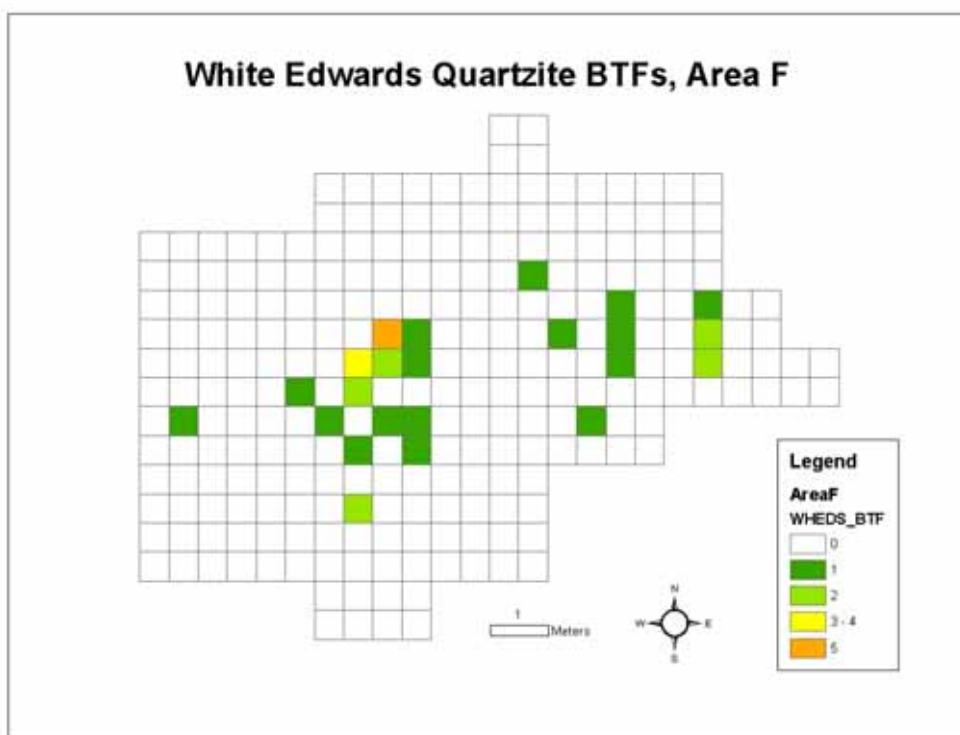 White Edwards Quartzite BTFs, Area F
Legend
AreaF
WHEDS_BTF
0
1
2
3 - 4
5
1
Meters
N
W E
S